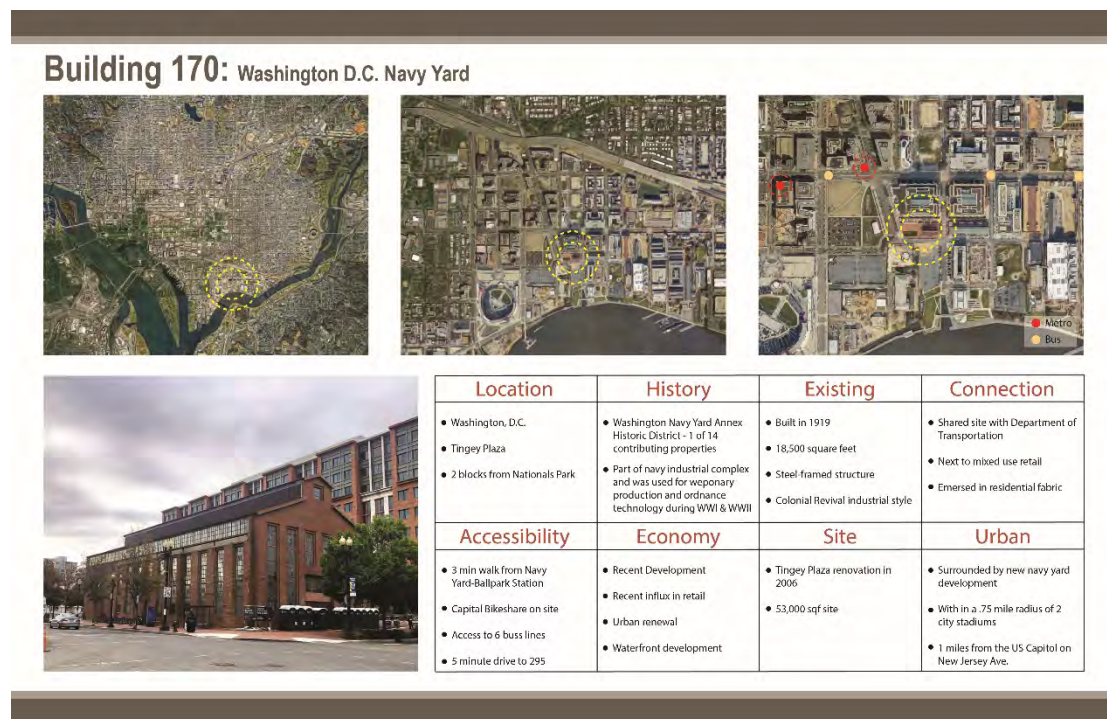 Building 170: Washington D.C. Navy Yard
Metro
Bus
Location
• Washington, D.C.
• Tingey Plaza
• 2 blocks from Nationals Park
History
• Washington Navy Yard Annex
Historic District - 1 of 14
contributing properties
• Part of navy industrial complex
and was used for weponary
production and ordnance
technology during WWI & WWII
Existing
• Built in 1919
• 18,500 square feet
• Steel-framed structure
• Colonial Revival industrial style
Connection
• Shared site with Department of
Transportation
• Next to mixed use retail
• Emersed in residential fabric
Accessibility
• 3 min walk from Navy
Yard-Ballpark Station
• Capital Bikeshare on site
• Access to 6 buss lines
• 5 minute drive to 295
Economy
• Recent Development
• Recent influx in retail
• Urban renewal
• Waterfront development
Site
• Tingey Plaza renovation in
2006
• 53,000 sqf site
Urban
• Surrounded by new navy yard
development
• With in a .75 mile radius of 2
city stadiums
• 1 miles from the US Capitol on
New Jersey Ave.